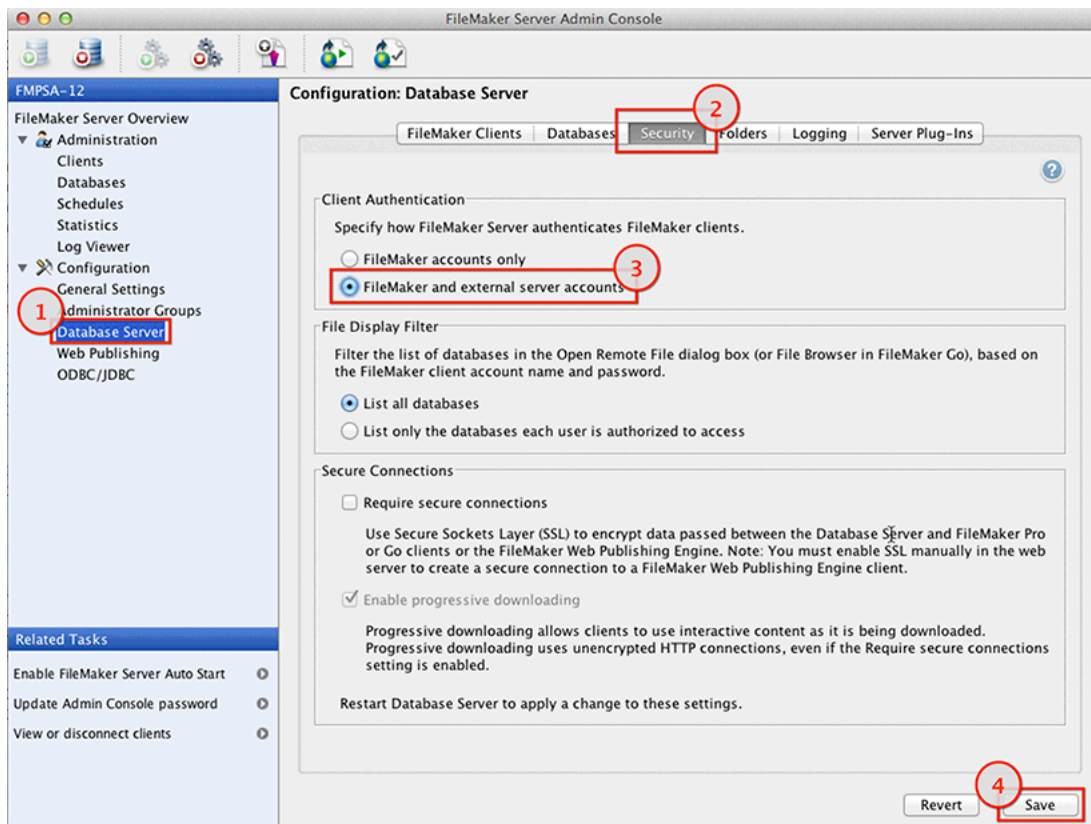 FileMaker Server Admin Console
FMPSA-12
FileMaker Server Overview
Administration
Clients
Databases
Schedules
Statistics
Log Viewer
Configuration
General Settings
Administrator Groups
1
Database Server
Web Publishing
ODBC/JDBC
Related Tasks
Enable FileMaker Server Auto Start
Update Admin Console password
View or disconnect clients
Configuration: Database Server
2
FileMaker Clients Databases Security Folders Logging Server Plug-Ins
?
Client Authentication
Specify how FileMaker Server authenticates FileMaker clients.
FileMaker accounts only
3
FileMaker and external server accounts
File Display Filter
Filter the list of databases in the Open Remote File dialog box (or File Browser in FileMaker Go), based on
the FileMaker client account name and password.
List all databases
List only the databases each user is authorized to access
Secure Connections
Require secure connections
Use Secure Sockets Layer (SSL) to encrypt data passed between the Database Server and FileMaker Pro
or Go clients or the FileMaker Web Publishing Engine. Note: You must enable SSL manually in the web
server to create a secure connection to a FileMaker Web Publishing Engine client.
Enable progressive downloading
Progressive downloading allows clients to use interactive content as it is being downloaded.
Progressive downloading uses unencrypted HTTP connections, even if the Require secure connections
setting is enabled.
Restart Database Server to apply a change to these settings.
4
Revert Save